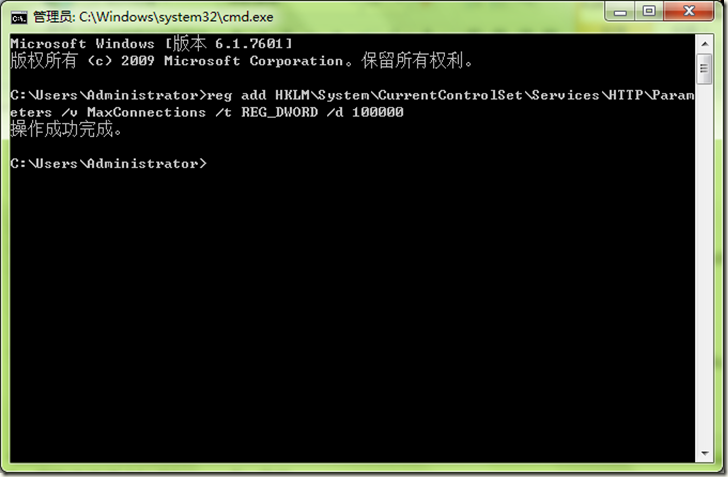 管理员: C:\Windows\system32\cmd.exe
Microsoft Windows [版本 6.1.7601]
版权所有 (c) 2009 Microsoft Corporation。保留所有权利。
C:\Users\Administrator>reg add HKLM\System\CurrentControlSet\Services\HTTP\Param
eters /v MaxConnections /t REG_DWORD /d 100000
操作成功完成。
C:\Users\Administrator>